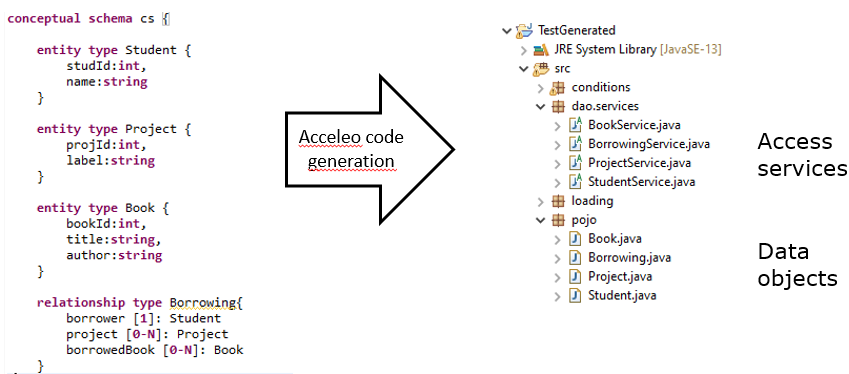 conceptual schema cs {
entity type Student {
studId:int,
name:string
}
entity type Project {
projId:int,
label:string
}
entity type Book {
bookId:int,
title:string,
author:string
}
relationship type Borrowing{
borrower [1]: Student
project [0-N]: Project
borrowedBook [0-N]: Book
}
Acceleo code
generation
TestGenerated
JRE System Library [JavaSE-13]
src
conditions
dao.services
BookService.java
BorrowingService.java
ProjectService.java
StudentService.java
loading
pojo
Book.java
Borrowing.java
Project.java
Student.java
Access
services
Data
objects